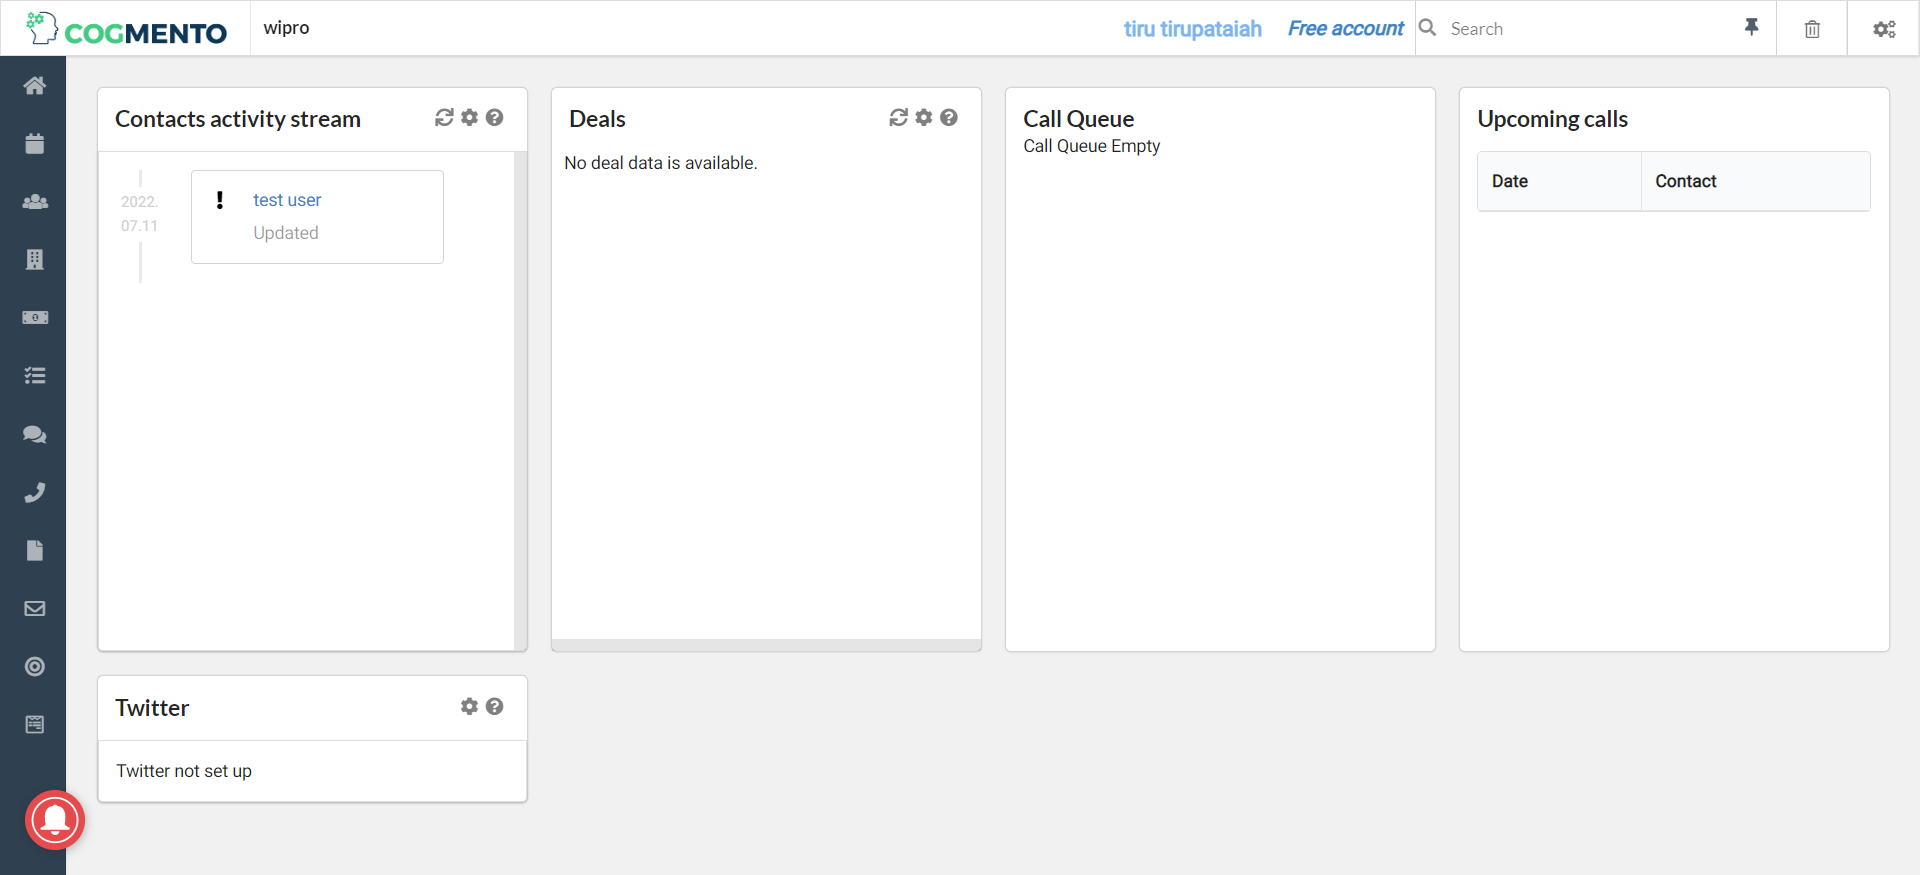 COGMENTO
wipro
tiru tirupataiah
Free account
Search
Contacts activity stream
2022.
07.11
test user
Updated
Deals
No deal data is available.
Call Queue
Call Queue Empty
Upcoming calls
Date
Contact
Twitter
Twitter not set up